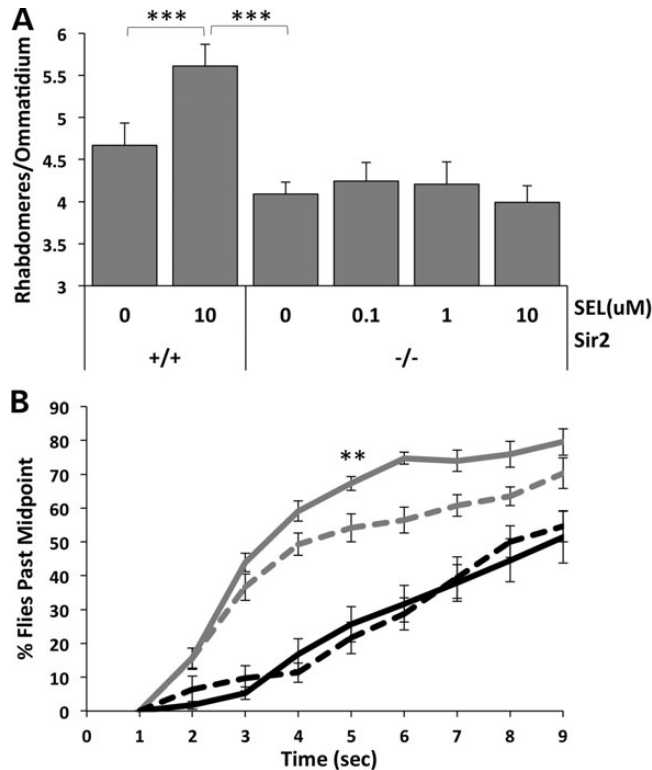 A
*** ***
6
5.5
5
4.5
4
3.5
3
Rhabdomeres/Ommatidium
0 10 0 0.1 1 10 SEL(uM)
+/+ -/- Sir2
B
90
80
70
60
50
40
30
20
10
0
% Flies Past Midpoint
**
0 1 2 3 4 5 6 7 8 9
Time (sec)